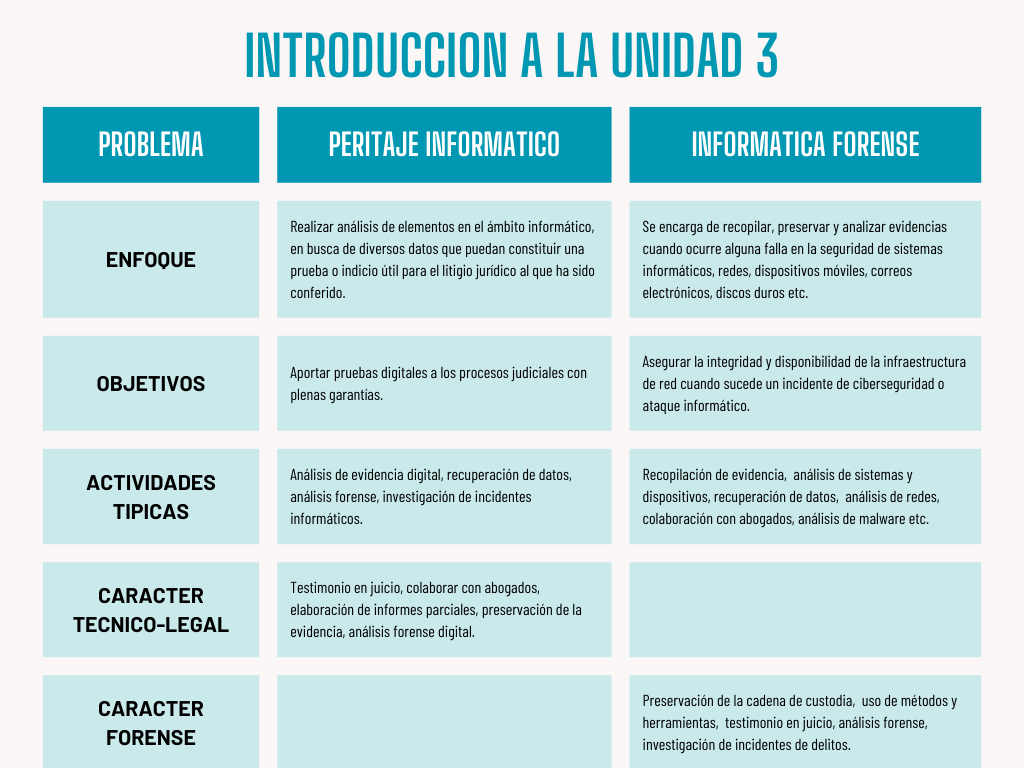 INTRODUCCION A LA UNIDAD 3
PROBLEMA
PERITAJE INFORMATICO
INFORMATICA FORENSE
ENFOQUE
Realizar análisis de elementos en el ámbito informático,
en busca de diversos datos que puedan constituir una
prueba o indicio útil para el litigio jurídico al que ha sido
conferido.
Se encarga de recopilar, preservar y analizar evidencias
cuando ocurre alguna falla en la seguridad de sistemas
informáticos, redes, dispositivos móviles, correos
electrónicos, discos duros etc.
OBJETIVOS
Aportar pruebas digitales a los procesos judiciales con
plenas garantías.
Asegurar la integridad y disponibilidad de la infraestructura
de red cuando sucede un incidente de ciberseguridad o
ataque informático.
ACTIVIDADES
TIPICAS
Análisis de evidencia digital, recuperación de datos,
análisis forense, investigación de incidentes
informáticos.
Recopilación de evidencia, análisis de sistemas y
dispositivos, recuperación de datos, análisis de redes,
colaboración con abogados, análisis de malware etc.
CARACTER
TECNICO-LEGAL
Testimonio en juicio, colaborar con abogados,
elaboración de informes parciales, preservación de la
evidencia, análisis forense digital.
CARACTER
FORENSE
Preservación de la cadena de custodia, uso de métodos y
herramientas, testimonio en juicio, análisis forense,
investigación de incidentes de delitos.